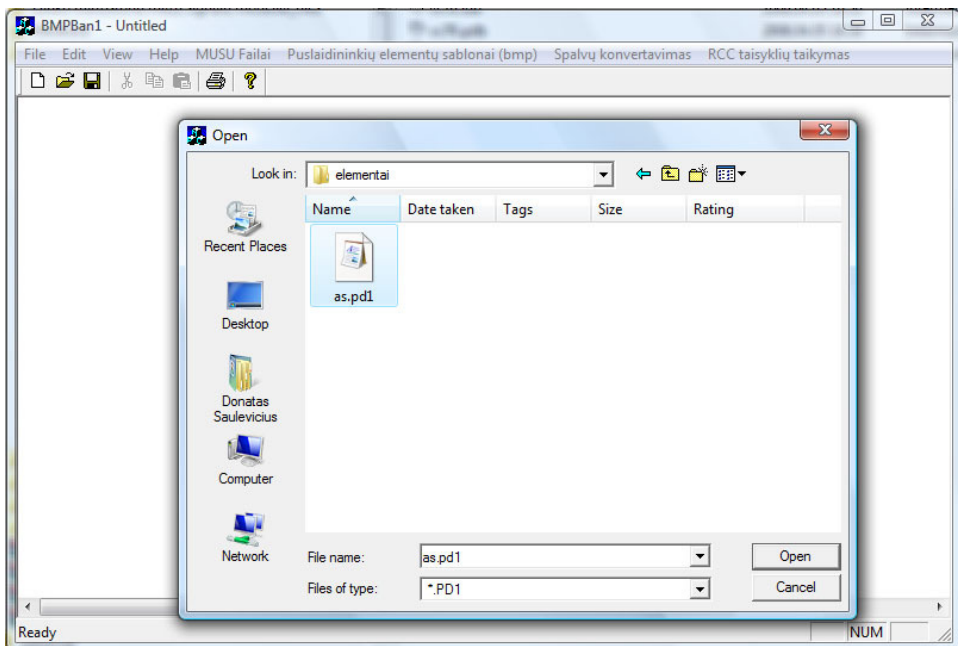 BMPBan1 - Untitled
File Edit View Help MUSU Failai Puslaidininkių elementų sablonai (bmp) Spalvų konvertavimas RCC taisyklių taikymas
Open
Look in: elementai
Name Date taken Tags Size Rating
Recent Places
as.pd1
Desktop
Donatas
Saulevicius
Computer
Network
File name: as.pd1 Open
Files of type: *.PD1 Cancel
Ready NUM